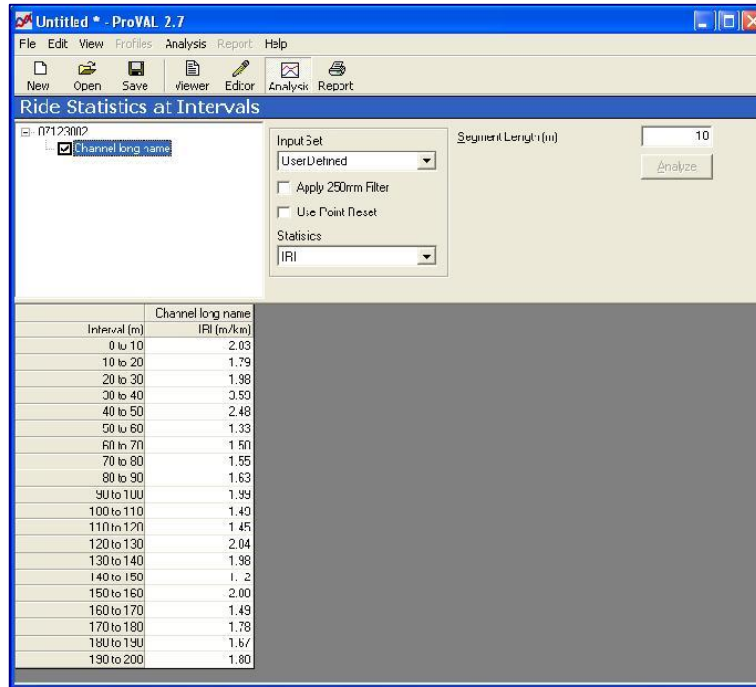 Untitled * - ProVAL 2.7
File Edit View Profiles Analysis Report Help
New Open Save Viewer Editor Analysis Report
Ride Statistics at Intervals
07123002
Channel long name
Input Set
UserDefined
Apply 250mm Filter
Use Point Reset
Statistics
IRI
Segment Length (m)
10
Analyze
Channel long name
Interval (m) IRI (m/km)
0 to 10 2.03
10 to 20 1.79
20 to 30 1.98
30 to 40
40 to 50 2.48
50 to 60 1.33
60 to 70 1.50
70 to 80 1.55
80 to 90 1.63
90 to 100 1.99
100 to 110
110 to 120 1.45
120 to 130 2.04
130 to 140 1.98
140 to 150
150 to 160 2.00
160 to 170 1.49
170 to 180 1.78
180 to 190 1.67
190 to 200 1.80